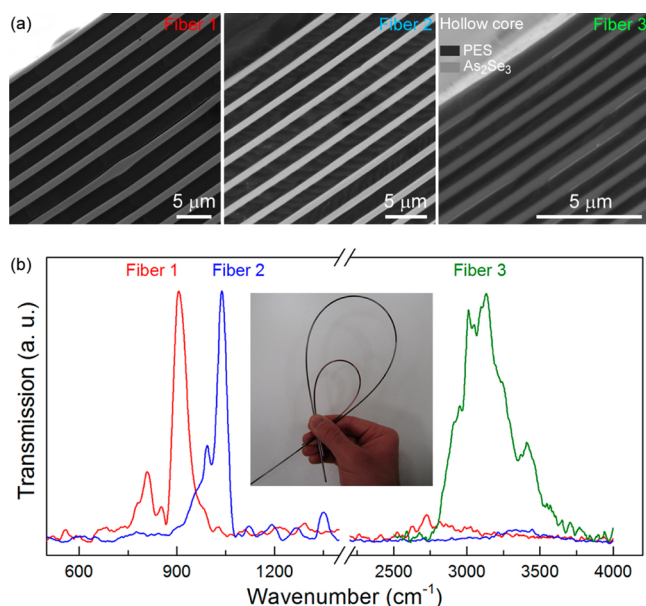 (a)
Fiber 1
Fiber 2
Hollow core
Fiber 3
PES
As₂Se₃
5 μm
5 μm
5 μm
(b)
Fiber 1
Fiber 2
Fiber 3
Transmission (a. u.)
600
900
1200
2500
3000
3500
4000
Wavenumber (cm⁻¹)